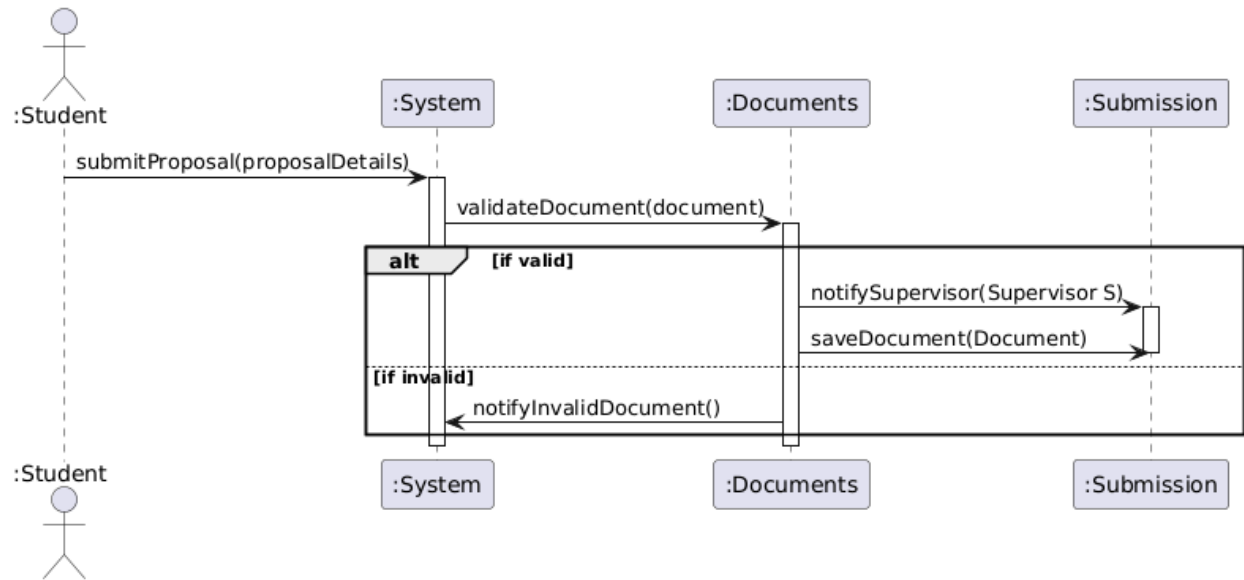 :Student
:System
:Documents
:Submission
submitProposal(proposalDetails)
validateDocument(document)
alt
[if valid]
notifySupervisor(Supervisor S)
saveDocument(Document)
[if invalid]
notifyInvalidDocument()
:Student
:System
:Documents
:Submission